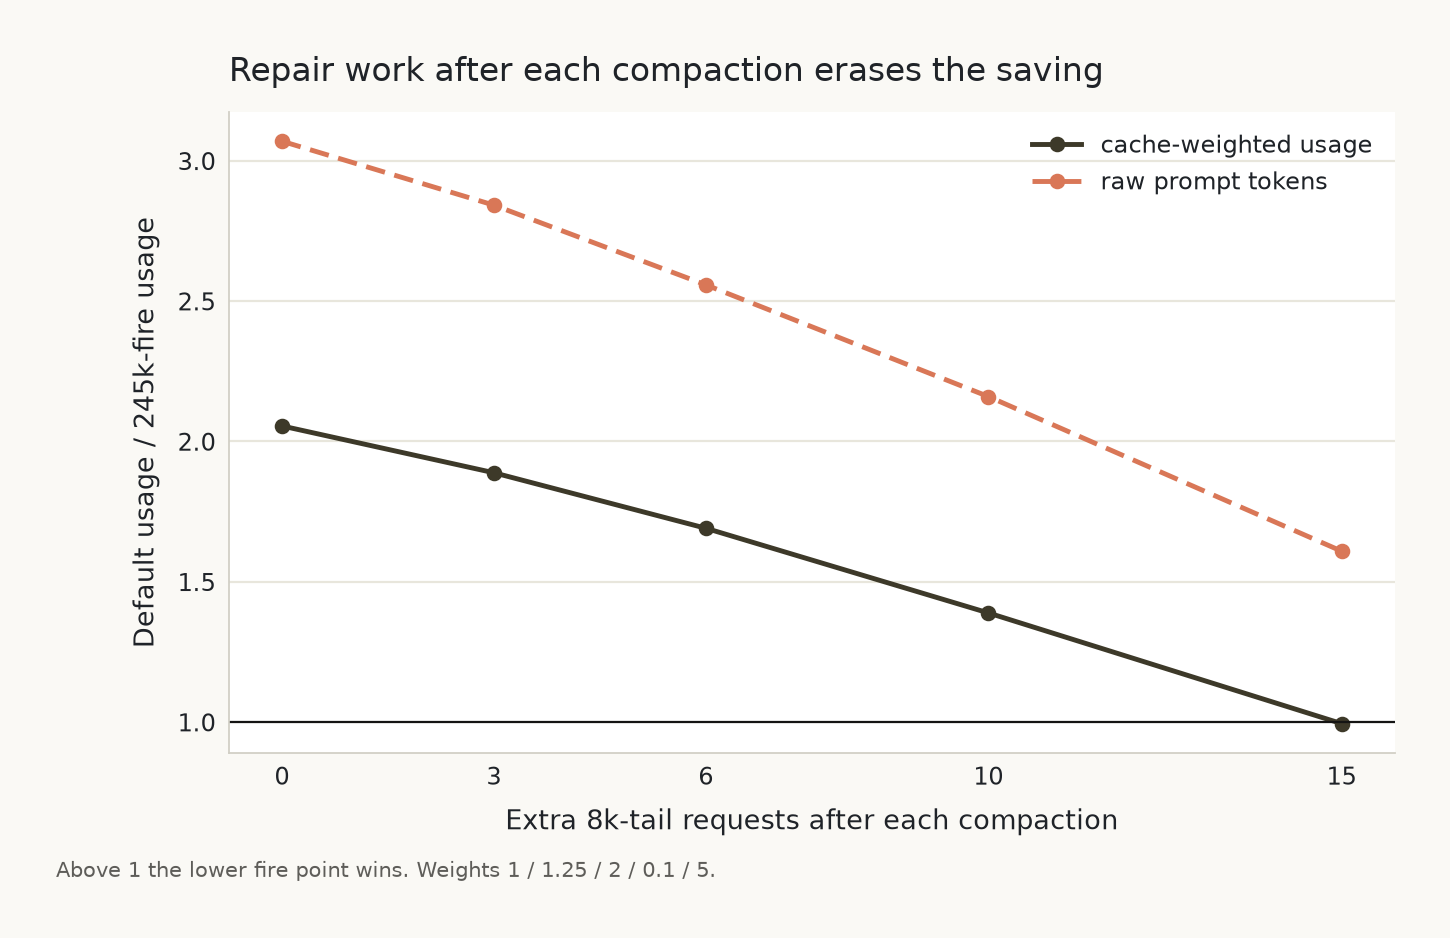 Repair work after each compaction erases the saving
cache-weighted usage
raw prompt tokens
Default usage / 245k-fire usage
3.0
2.5
2.0
1.5
1.0
0 3 6 10 15
Extra 8k-tail requests after each compaction
Above 1 the lower fire point wins. Weights 1 / 1.25 / 2 / 0.1 / 5.